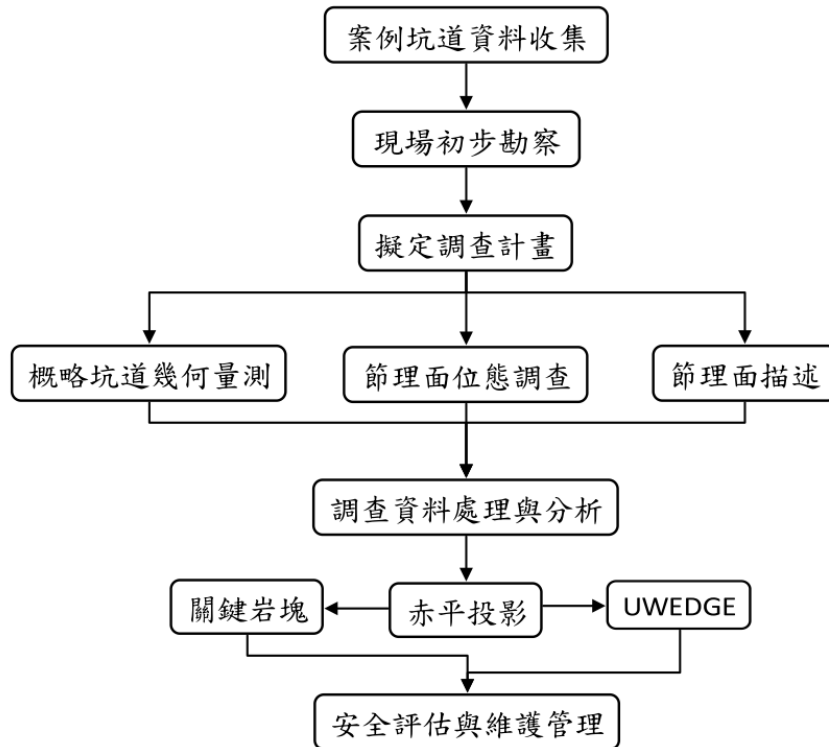 案例坑道資料收集
現場初步勘察
擬定調查計畫
概略坑道幾何量測
節理面位態調查
節理面描述
調查資料處理與分析
關鍵岩塊
赤平投影
UWEDGE
安全評估與維護管理